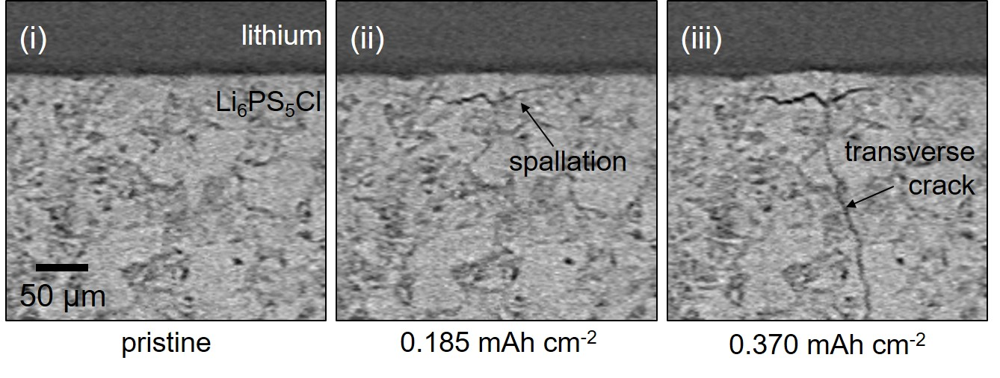 (i)
lithium
Li₆PS₅Cl
50 µm
pristine
(ii)
spallation
0.185 mAh cm⁻²
(iii)
transverse
crack
0.370 mAh cm⁻²